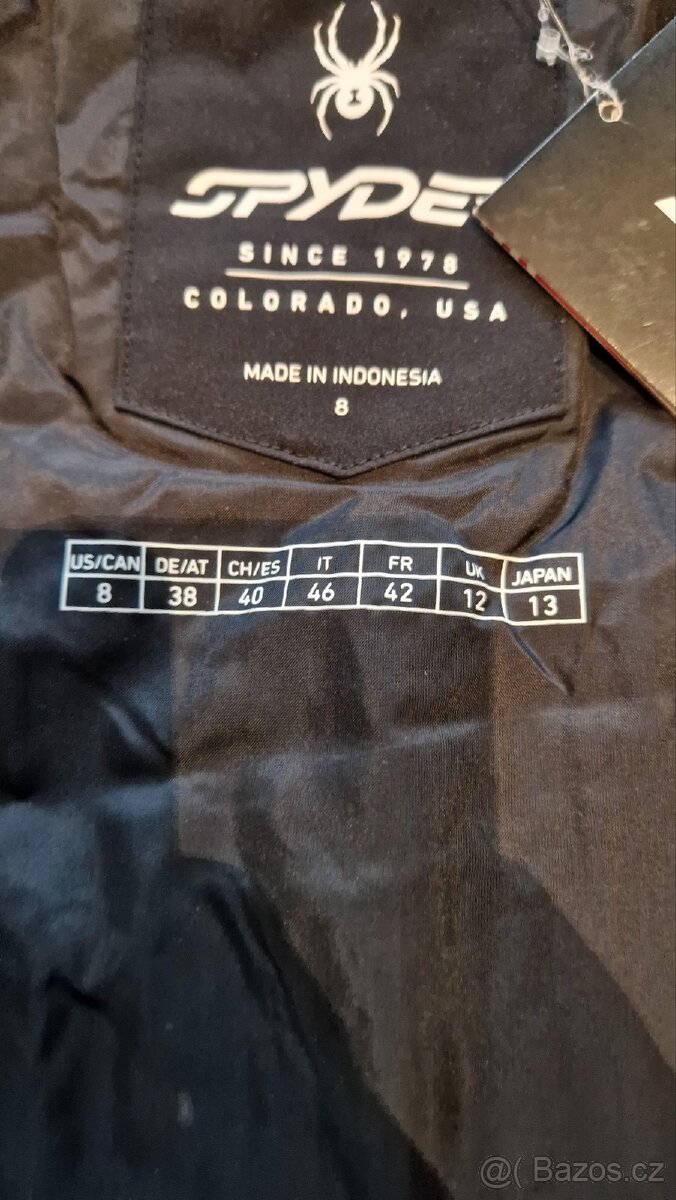 SPYDE
SINCE 1978
COLORADO, USA
MADE IN INDONESIA
8
US/CAN DE/AT CH/ES IT FR UK JAPAN
8 38 40 46 42 12 13
@( Bazos.cz